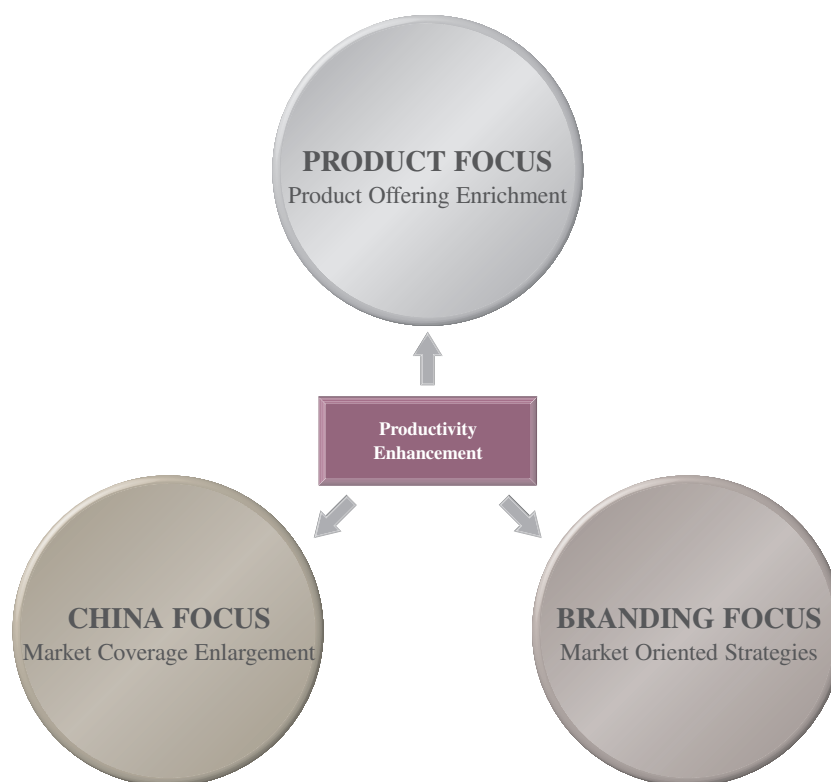 PRODUCT FOCUS
Product Offering Enrichment
Productivity
Enhancement
CHINA FOCUS
Market Coverage Enlargement
BRANDING FOCUS
Market Oriented Strategies